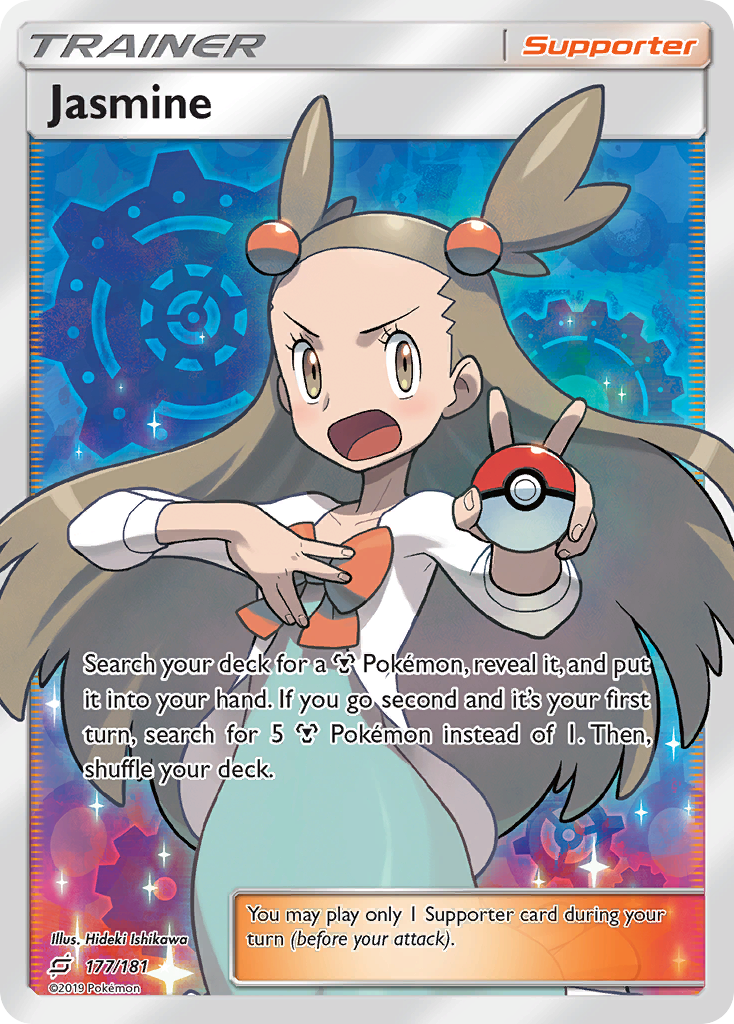 TRAINER
Supporter
Jasmine
Search your deck for a Pokémon, reveal it, and put
it into your hand. If you go second and it's your first
turn, search for 5 Pokémon instead of 1. Then,
shuffle your deck.
You may play only 1 Supporter card during your
turn (before your attack).
Illus. Hideki Ishikawa
177/181
©2019 Pokémon